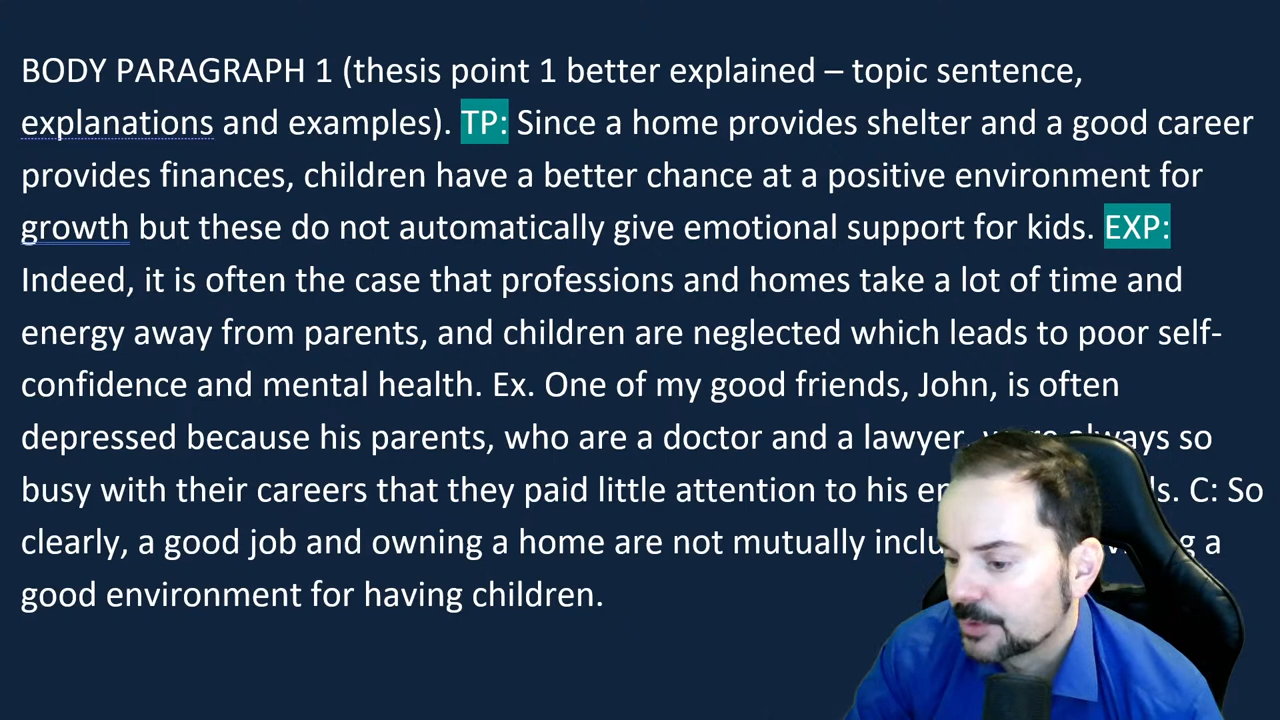 BODY PARAGRAPH 1 (thesis point 1 better explained – topic sentence,
explanations and examples). TP: Since a home provides shelter and a good career
provides finances, children have a better chance at a positive environment for
growth but these do not automatically give emotional support for kids. EXP:
Indeed, it is often the case that professions and homes take a lot of time and
energy away from parents, and children are neglected which leads to poor self-
confidence and mental health. Ex. One of my good friends, John, is often
depressed because his parents, who are a doctor and a lawyer, were always so
busy with their careers that they paid little attention to his C: So
clearly, a good job and owning a home are not mutually a
good environment for having children.